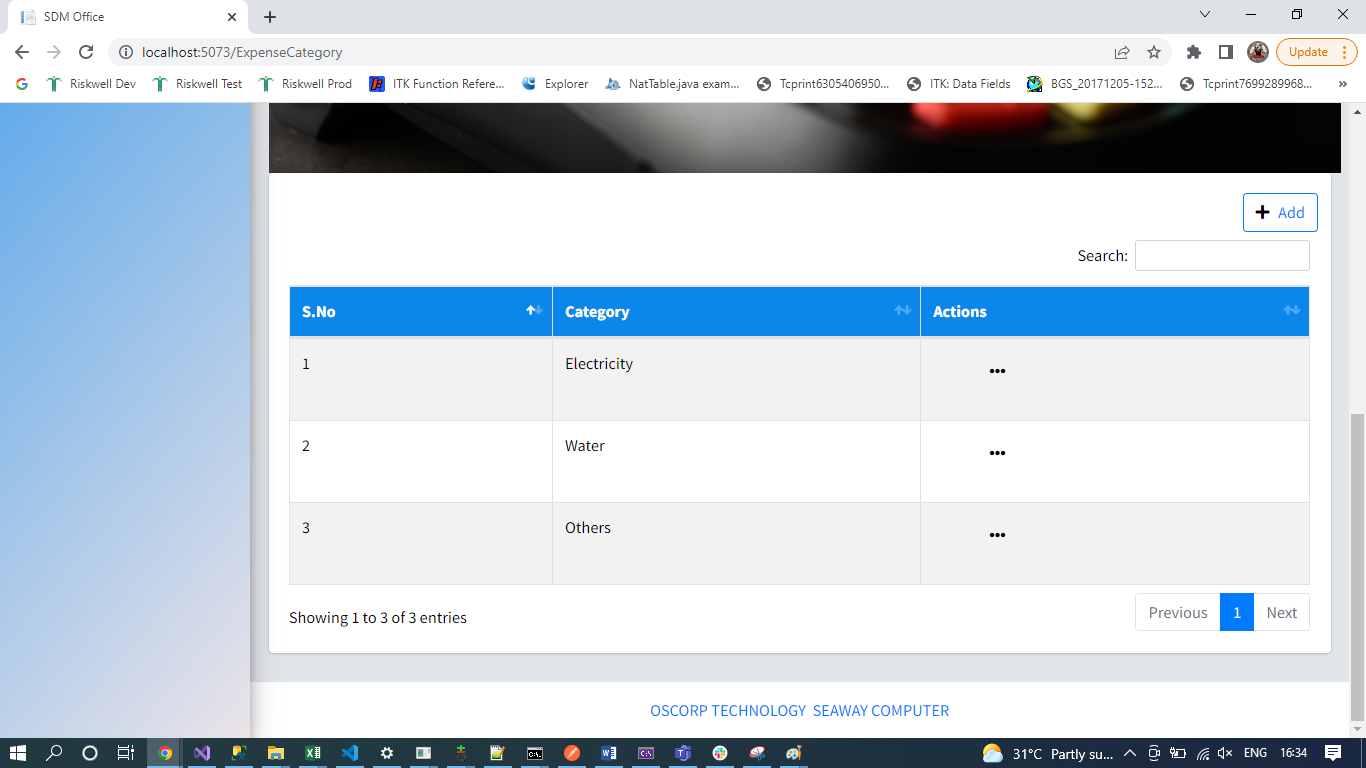 SDM Office
localhost:5073/ExpenseCategory
Update
Riskwell Dev
Riskwell Test
Riskwell Prod
ITK Function Refere...
Explorer
NatTable.java exam...
Tcprint6305406950...
ITK: Data Fields
BGS_20171205-152...
Tcprint7699289968...
»
Add
Search:
S.No Category Actions
1 Electricity •••
2 Water •••
3 Others •••
Showing 1 to 3 of 3 entries
Previous 1 Next
OSCORP TECHNOLOGY SEAWAY COMPUTER
31°C Partly su... ENG 16:34